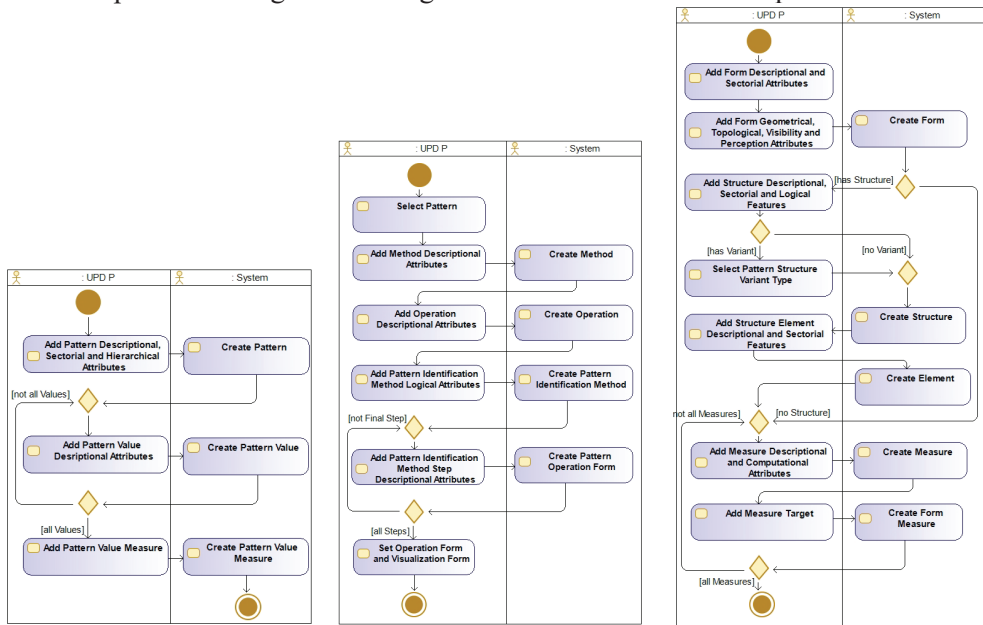 : UPD P
: System
Add Pattern Descriptional,
Sectorial and Hierarchical
Attributes
Create Pattern
[not all Values]
Add Pattern Value
Desriptional Attributes
Create Pattern Value
[all Values]
Add Pattern Value Measure
Create Pattern Value
Measure
: UPD P
: System
Select Pattern
Add Method Descriptional
Attributes
Create Method
Add Operation
Descriptional Attributes
Create Operation
Add Pattern Identification
Method Logical Attributes
Create Pattern
Identification Method
[not Final Step]
Add Pattern Identification
Method Step
Descriptional Attributes
Create Pattern
Operation Form
[all Steps]
Set Operation Form
and Visualization Form
: UPD P
: System
Add Form Descriptional and
Sectorial Attributes
Add Form Geometrical,
Topological, Visibility and
Perception Attributes
Create Form
[has Structure]
Add Structure Descriptional,
Sectorial and Logical
Features
[has Variant]
[no Variant]
Select Pattern Structure
Variant Type
Create Structure
Add Structure Element
Descriptional and Sectorial
Features
Create Element
not all Measures]
[no Structure]
Add Measure Descriptional
and Computational
Attributes
Create Measure
Add Measure Target
Create Form
Measure
[all Measures]